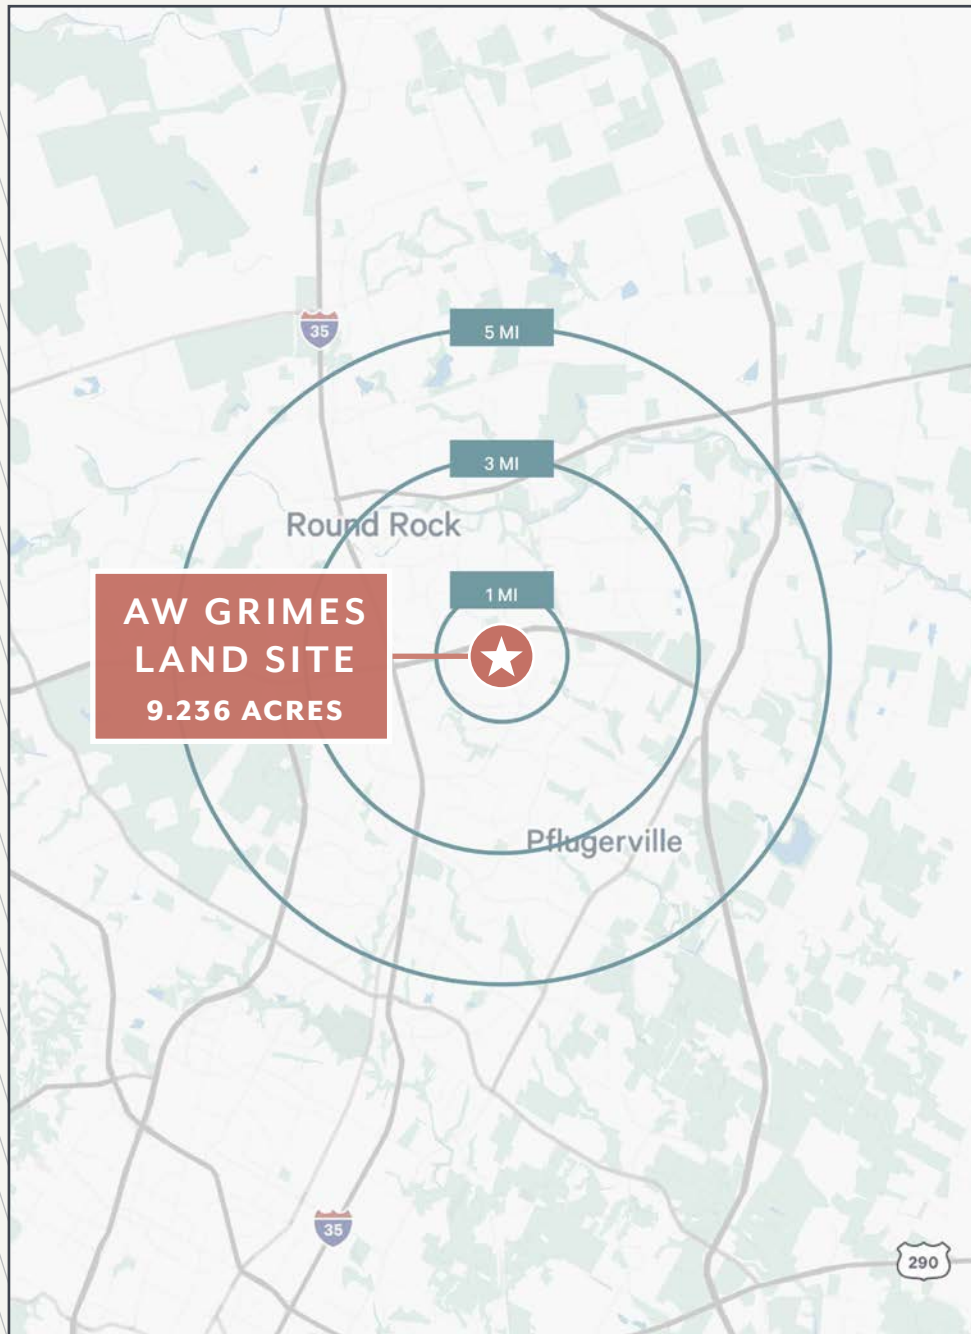 35
5 MI
3 MI
Round Rock
1 MI
AW GRIMES
LAND SITE
9.236 ACRES
Pflugerville
35
290